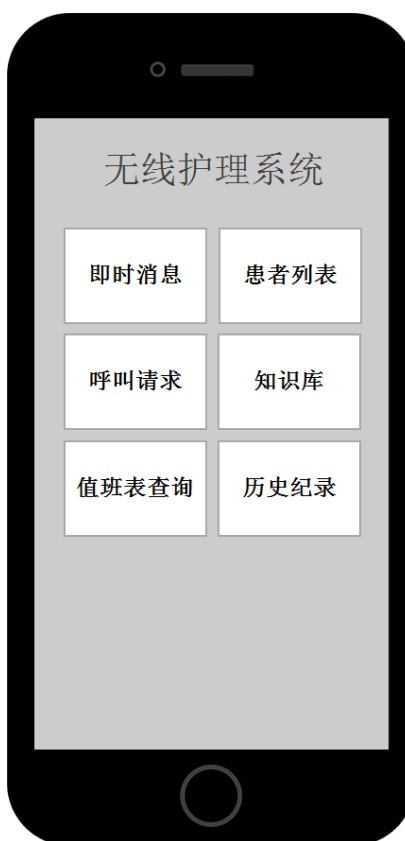 无线护理系统
即时消息
患者列表
呼叫请求
知识库
值班表查询
历史纪录